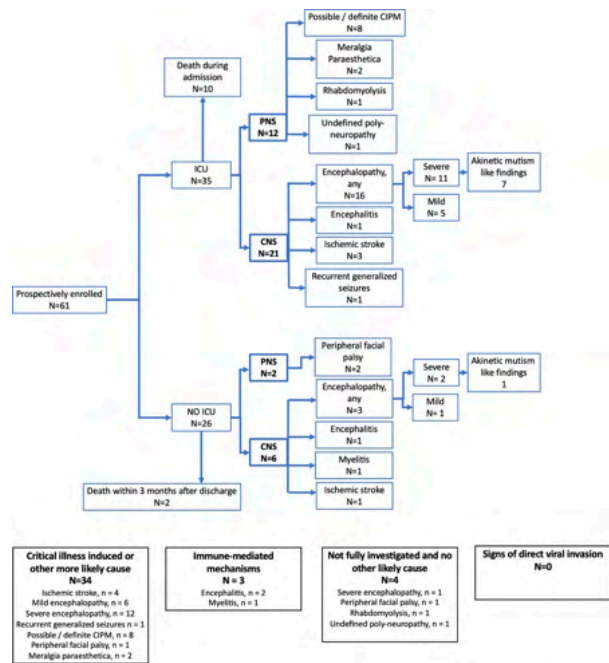 Possible / definite CIPM
N=8
Death during
admission
N=10
Meralgia
Paraesthetica
N=2
PNS
N=12
Rhabdomyolysis
N=1
Undefined poly-
neuropathy
N=1
ICU
N=35
Encephalopathy,
any
N=16
Severe
N= 11
Akinetic mutism
like findings
7
Mild
N= 5
Encephalitis
N=1
CNS
N=21
Ischemic stroke
N=3
Recurrent generalized
seizures
N=1
Prospectively enrolled
N=61
Peripheral facial
palsy
N=2
PNS
N=2
Severe
N= 2
Akinetic mutism
like findings
1
Encephalopathy,
any
N=3
Mild
N= 1
NO ICU
N=26
Encephalitis
N=1
CNS
N=6
Myelitis
N=1
Death within 3 months after discharge
N=2
Ischemic stroke
N=1
Critical illness induced or
other more likely cause
N=34
Ischemic stroke, n = 4
Mild encephalopathy, n = 6
Severe encephalopathy, n = 12
Recurrent generalized seizures n = 1
Possible / definite CIPM, n = 8
Peripheral facial palsy, n = 1
Meralgia paraesthetica, n = 2
Immune-mediated
mechanisms
N = 3
Encephalitis, n = 2
Myelitis, n = 1
Not fully investigated and no
other likely cause
N=4
Severe encephalopathy, n = 1
Peripheral facial palsy, n = 1
Rhabdomyolysis, n = 1
Undefined poly-neuropathy, n = 1
Signs of direct viral invasion
N=0